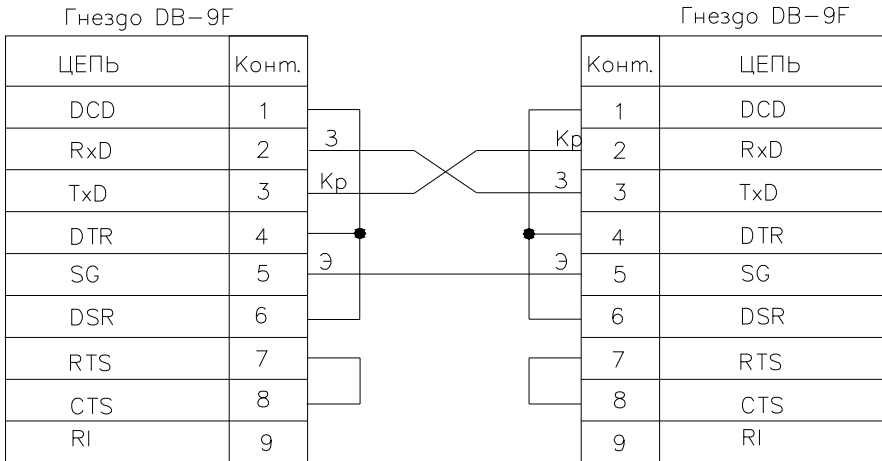 Гнездо DB-9F Гнездо DB-9F
ЦЕПЬ Конт. Конт. ЦЕПЬ
DCD 1 1 DCD
RxD 2 З Кр 2 RxD
TxD 3 Кр З 3 TxD
DTR 4 4 DTR
SG 5 Э Э 5 SG
DSR 6 6 DSR
RTS 7 7 RTS
CTS 8 8 CTS
RI 9 9 RI